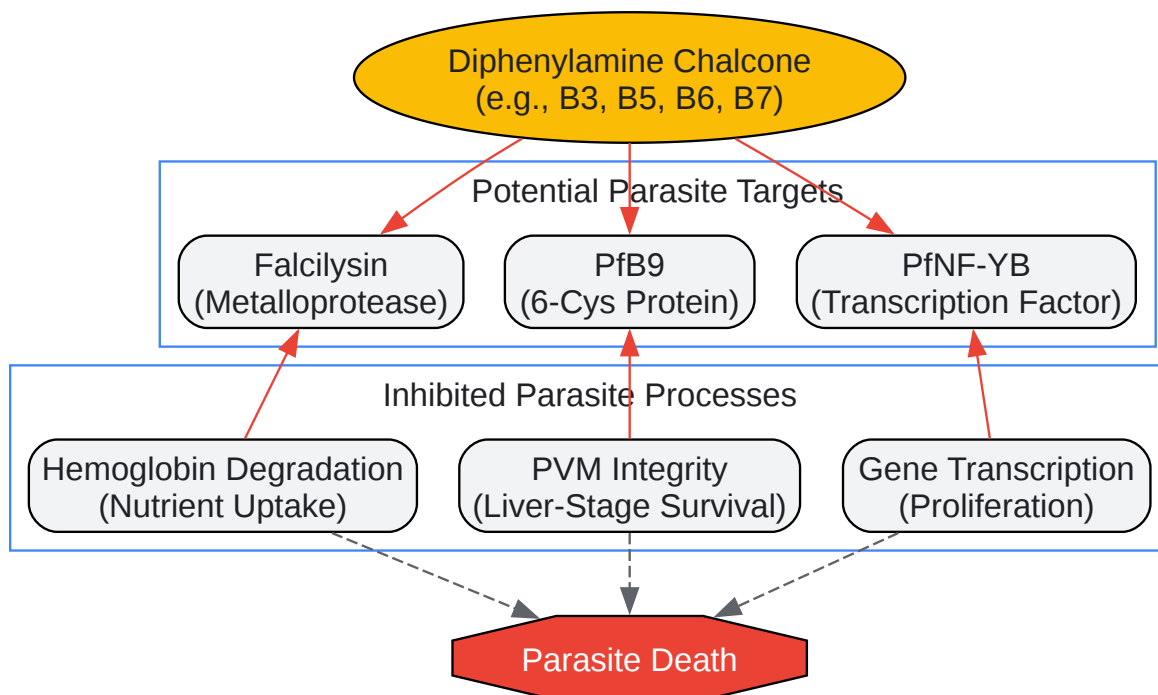 Diphenylamine Chalcone
(e.g., B3, B5, B6, B7)
Potential Parasite Targets
Falcilysin
(Metalloprotease)
PfB9
(6-Cys Protein)
PfNF-YB
(Transcription Factor)
Inhibited Parasite Processes
Hemoglobin Degradation
(Nutrient Uptake)
PVM Integrity
(Liver-Stage Survival)
Gene Transcription
(Proliferation)
Parasite Death